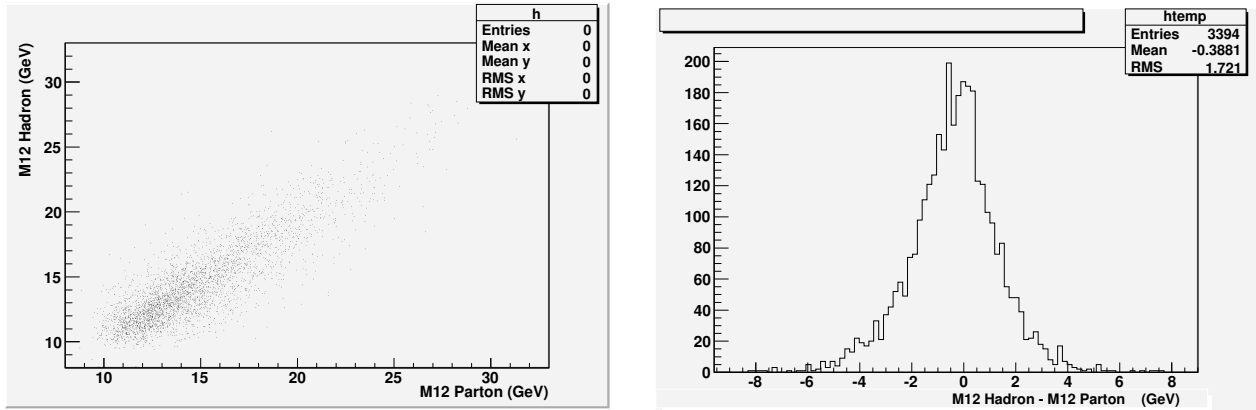 h
Entries 0
Mean x 0
Mean y 0
RMS x 0
RMS y 0
M12 Hadron (GeV)
30
25
20
15
10
10 15 20 25 30
M12 Parton (GeV)
htemp
Entries 3394
Mean -0.3881
RMS 1.721
200
180
160
140
120
100
80
60
40
20
0
-8 -6 -4 -2 0 2 4 6 8
M12 Hadron - M12 Parton (GeV)